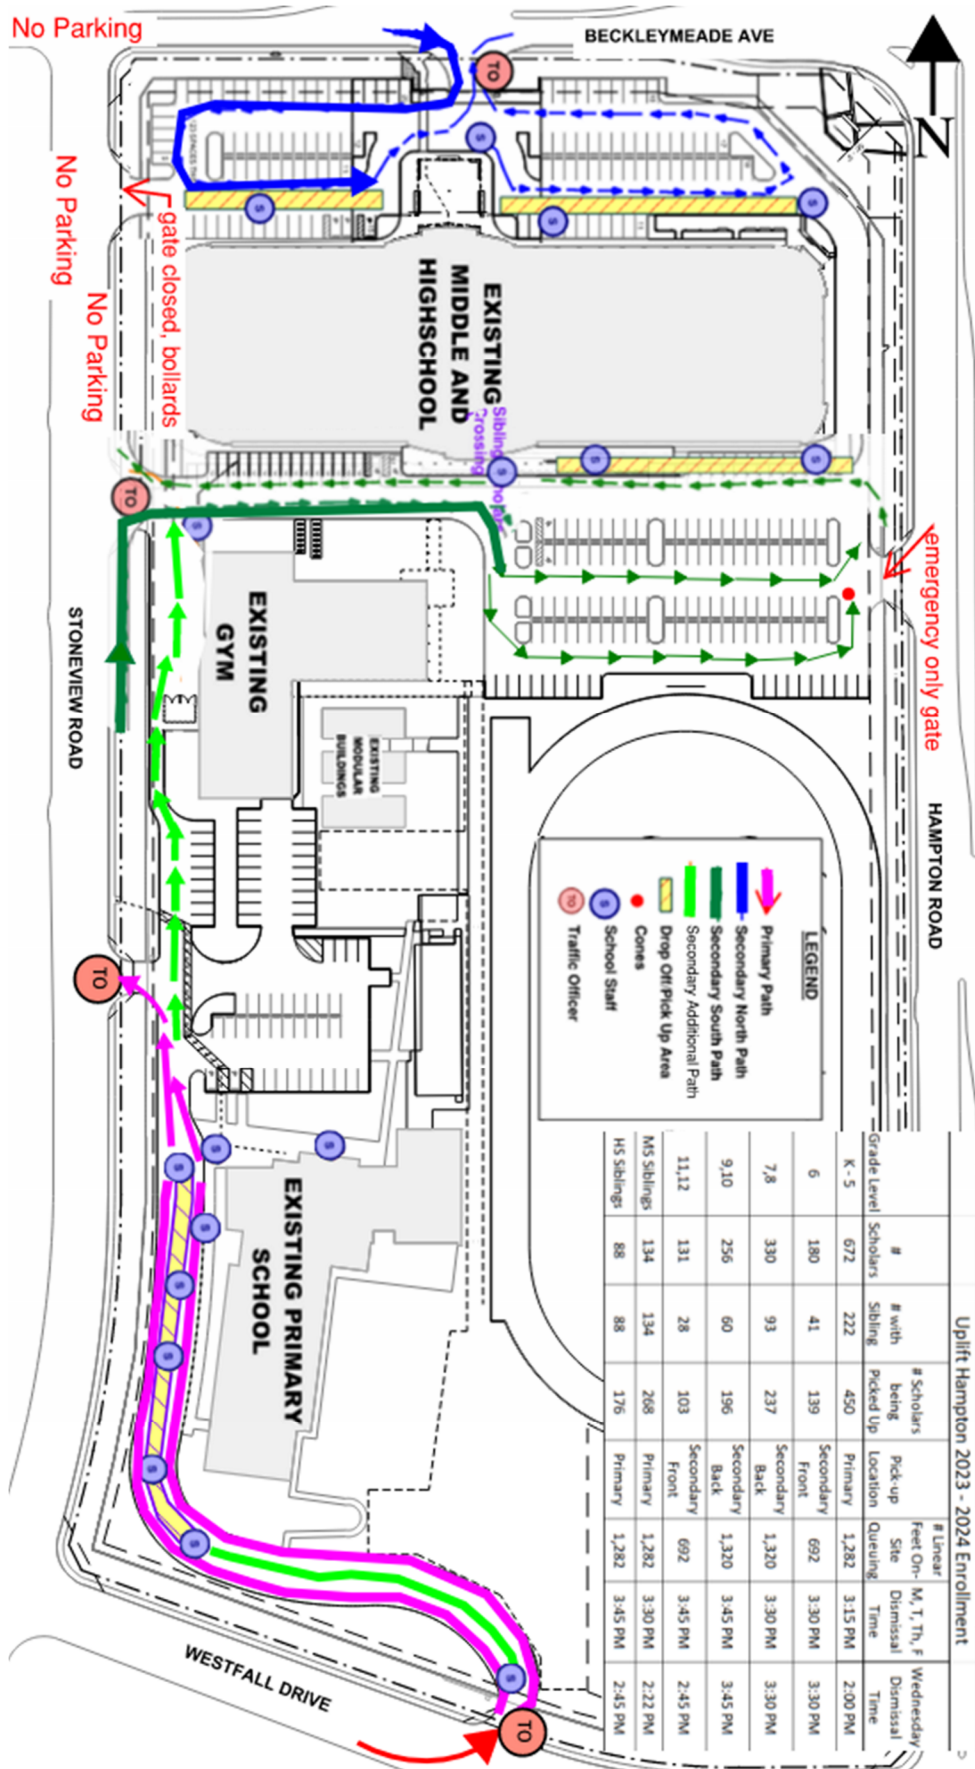 No Parking
BECKLEYMEADE AVE
TO
S
N
No Parking
No Parking
No Parking
gate closed, bollards
23 SPACES
S
S
S
EXISTING
MIDDLE AND
HIGHSCHOOL
Sibling Scholar
Crossing
S
S
S
TO
S
emergency only gate
EXISTING
GYM
STONEVIEW ROAD
EXISTING
MODULAR
BUILDINGS
HAMPTON ROAD
LEGEND
Primary Path
Secondary North Path
Secondary South Path
Secondary Additional Path
Drop Off/Pick Up Area
Cones
S School Staff
TO Traffic Officer
TO
S
S
S
S
S
S
S
S
S
EXISTING PRIMARY
SCHOOL
WESTFALL DRIVE
TO
Uplift Hampton 2023 - 2024 Enrollment
Grade Level # Scholars # with Sibling # Scholars being Picked Up Pick-up Location # Linear Feet On-Site Queuing M, T, Th, F Dismissal Time Wednesday Dismissal Time
K - 5 672 222 450 Primary 1,282 3:15 PM 2:00 PM
6 180 41 139 Secondary Front 692 3:30 PM 3:30 PM
7,8 330 93 237 Secondary Back 1,320 3:30 PM 3:30 PM
9,10 256 60 196 Secondary Back 1,320 3:45 PM 3:45 PM
11,12 131 28 103 Secondary Front 692 3:45 PM 2:45 PM
MS Siblings 134 134 268 Primary 1,282 3:30 PM 2:22 PM
HS Siblings 88 88 176 Primary 1,282 3:45 PM 2:45 PM